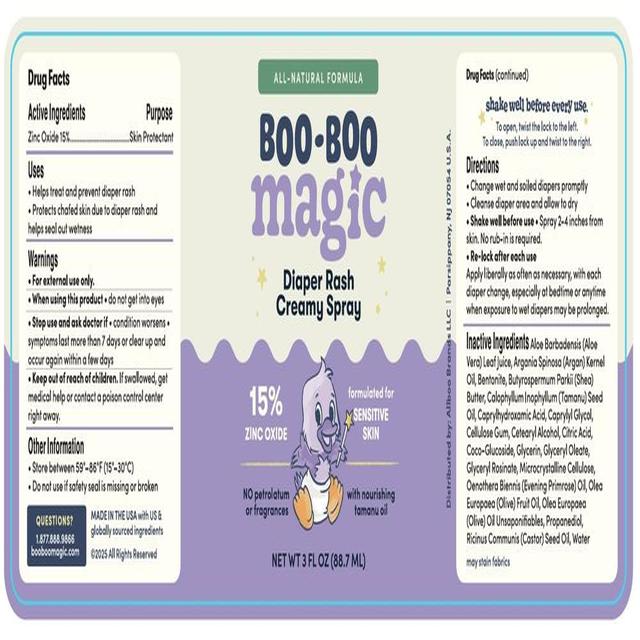 Drug Facts
Active Ingredients Purpose
Zinc Oxide 15%..............................Skin Protectant
Uses
• Helps treat and prevent diaper rash
• Protects chafed skin due to diaper rash and
helps seal out wetness
Warnings
• For external use only.
• When using this product • do not get into eyes
• Stop use and ask doctor if • condition worsens •
symptoms last more than 7 days or clear up and
occur again within a few days
• Keep out of reach of children. If swallowed, get
medical help or contact a poison control center
right away.
Other Information
• Store between 59°-86°F (15°-30°C)
• Do not use if safety seal is missing or broken
QUESTIONS?
1.877.888.9866
booboomagic.com
MADE IN THE USA with US &
globally sourced ingredients
©2025 All Rights Reserved
ALL-NATURAL FORMULA
BOO•BOO
magic
Diaper Rash
Creamy Spray
15%
ZINC OXIDE
formulated for
SENSITIVE
SKIN
NO petrolatum
or fragrances
with nourishing
tamanu oil
NET WT 3 FL OZ (88.7 ML)
Distributed by: Allboo Brands LLC | Parsippany, NJ 07054 U.S.A.
Drug Facts (continued)
shake well before every use.
To open, twist the lock to the left.
To close, push lock up and twist to the right.
Directions
• Change wet and soiled diapers promptly
• Cleanse diaper area and allow to dry
• Shake well before use • Spray 2-4 inches from
skin. No rub-in is required.
• Re-lock after each use
Apply liberally as often as necessary, with each
diaper change, especially at bedtime or anytime
when exposure to wet diapers may be prolonged.
Inactive Ingredients Aloe Barbadensis (Aloe
Vera) Leaf Juice, Argania Spinosa (Argan) Kernel
Oil, Bentonite, Butyrospermum Parkii (Shea)
Butter, Calophyllum Inophyllum (Tamanu) Seed
Oil, Caprylhydroxamic Acid, Caprylyl Glycol,
Cellulose Gum, Cetearyl Alcohol, Citric Acid,
Coco-Glucoside, Glycerin, Glyceryl Oleate,
Glyceryl Rosinate, Microcrystalline Cellulose,
Oenothera Biennis (Evening Primrose) Oil, Olea
Europaea (Olive) Fruit Oil, Olea Europaea
(Olive) Oil Unsaponifiables, Propanediol,
Ricinus Communis (Castor) Seed Oil, Water
may stain fabrics